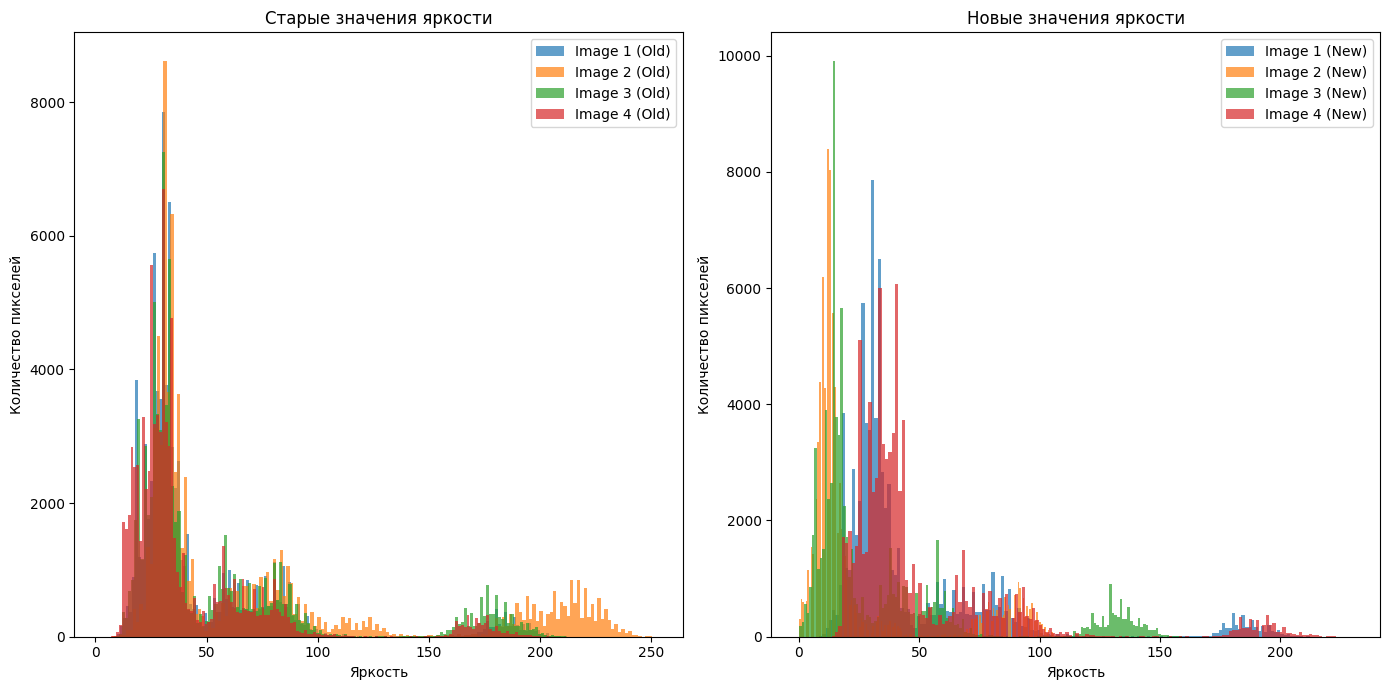 Старые значения яркости
Image 1 (Old)
Image 2 (Old)
Image 3 (Old)
Image 4 (Old)
Количество пикселей
8000
6000
4000
2000
0
0
50
100
150
200
250
Яркость
Новые значения яркости
Image 1 (New)
Image 2 (New)
Image 3 (New)
Image 4 (New)
Количество пикселей
10000
8000
6000
4000
2000
0
0
50
100
150
200
Яркость